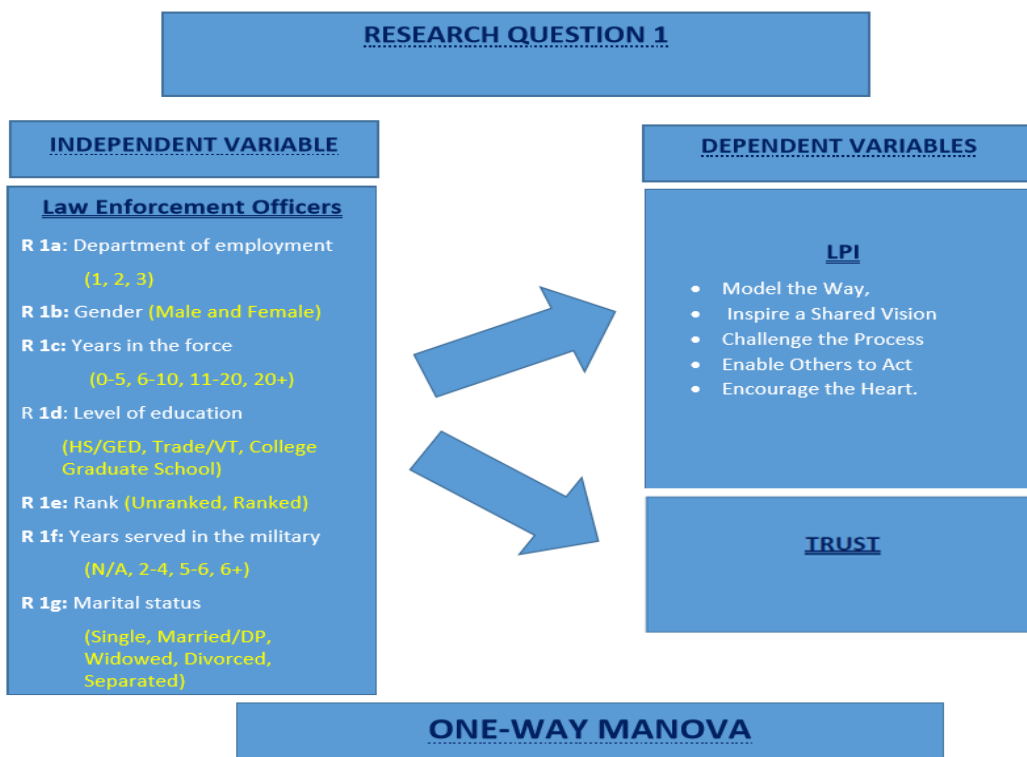 RESEARCH QUESTION 1
INDEPENDENT VARIABLE
Law Enforcement Officers
R 1a: Department of employment
(1, 2, 3)
R 1b: Gender (Male and Female)
R 1c: Years in the force
(0-5, 6-10, 11-20, 20+)
R 1d: Level of education
(HS/GED, Trade/VT, College
Graduate School)
R 1e: Rank (Unranked, Ranked)
R 1f: Years served in the military
(N/A, 2-4, 5-6, 6+)
R 1g: Marital status
(Single, Married/DP,
Widowed, Divorced,
Separated)
DEPENDENT VARIABLES
LPI
• Model the Way,
• Inspire a Shared Vision
• Challenge the Process
• Enable Others to Act
• Encourage the Heart.
TRUST
ONE-WAY MANOVA